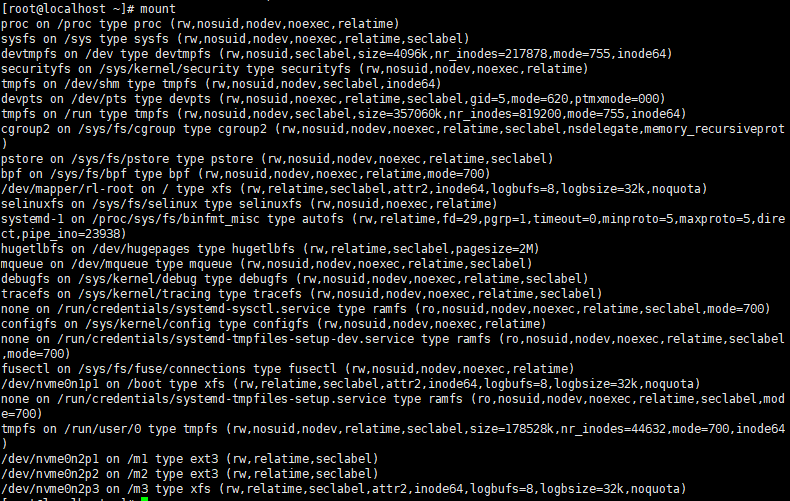 [root@localhost ~]# mount
proc on /proc type proc (rw,nosuid,nodev,noexec,relatime)
sysfs on /sys type sysfs (rw,nosuid,nodev,noexec,relatime,seclabel)
devtmpfs on /dev type devtmpfs (rw,nosuid,seclabel,size=4096k,nr_inodes=217878,mode=755,inode64)
securityfs on /sys/kernel/security type securityfs (rw,nosuid,nodev,noexec,relatime)
tmpfs on /dev/shm type tmpfs (rw,nosuid,nodev,seclabel,inode64)
devpts on /dev/pts type devpts (rw,nosuid,noexec,relatime,seclabel,gid=5,mode=620,ptmxmode=000)
tmpfs on /run type tmpfs (rw,nosuid,nodev,seclabel,size=357060k,nr_inodes=819200,mode=755,inode64)
cgroup2 on /sys/fs/cgroup type cgroup2 (rw,nosuid,nodev,noexec,relatime,seclabel,nsdelegate,memory_recursiveprot
)
pstore on /sys/fs/pstore type pstore (rw,nosuid,nodev,noexec,relatime,seclabel)
bpf on /sys/fs/bpf type bpf (rw,nosuid,nodev,noexec,relatime,mode=700)
/dev/mapper/rl-root on / type xfs (rw,relatime,seclabel,attr2,inode64,logbufs=8,logbsize=32k,noquota)
selinuxfs on /sys/fs/selinux type selinuxfs (rw,nosuid,noexec,relatime)
systemd-1 on /proc/sys/fs/binfmt_misc type autofs (rw,relatime,fd=29,pgrp=1,timeout=0,minproto=5,maxproto=5,dire
ct,pipe_ino=23938)
hugetlbfs on /dev/hugepages type hugetlbfs (rw,relatime,seclabel,pagesize=2M)
mqueue on /dev/mqueue type mqueue (rw,nosuid,nodev,noexec,relatime,seclabel)
debugfs on /sys/kernel/debug type debugfs (rw,nosuid,nodev,noexec,relatime,seclabel)
tracefs on /sys/kernel/tracing type tracefs (rw,nosuid,nodev,noexec,relatime,seclabel)
none on /run/credentials/systemd-sysctl.service type ramfs (ro,nosuid,nodev,noexec,relatime,seclabel,mode=700)
configfs on /sys/kernel/config type configfs (rw,nosuid,nodev,noexec,relatime)
none on /run/credentials/systemd-tmpfiles-setup-dev.service type ramfs (ro,nosuid,nodev,noexec,relatime,seclabel
,mode=700)
fusectl on /sys/fs/fuse/connections type fusectl (rw,nosuid,nodev,noexec,relatime)
/dev/nvme0n1p1 on /boot type xfs (rw,relatime,seclabel,attr2,inode64,logbufs=8,logbsize=32k,noquota)
none on /run/credentials/systemd-tmpfiles-setup.service type ramfs (ro,nosuid,nodev,noexec,relatime,seclabel,mod
e=700)
tmpfs on /run/user/0 type tmpfs (rw,nosuid,nodev,relatime,seclabel,size=178528k,nr_inodes=44632,mode=700,inode64
)
/dev/nvme0n2p1 on /m1 type ext3 (rw,relatime,seclabel)
/dev/nvme0n2p2 on /m2 type ext3 (rw,relatime,seclabel)
/dev/nvme0n2p3 on /m3 type xfs (rw,relatime,seclabel,attr2,inode64,logbufs=8,logbsize=32k,noquota)
[root@localhost ~]#